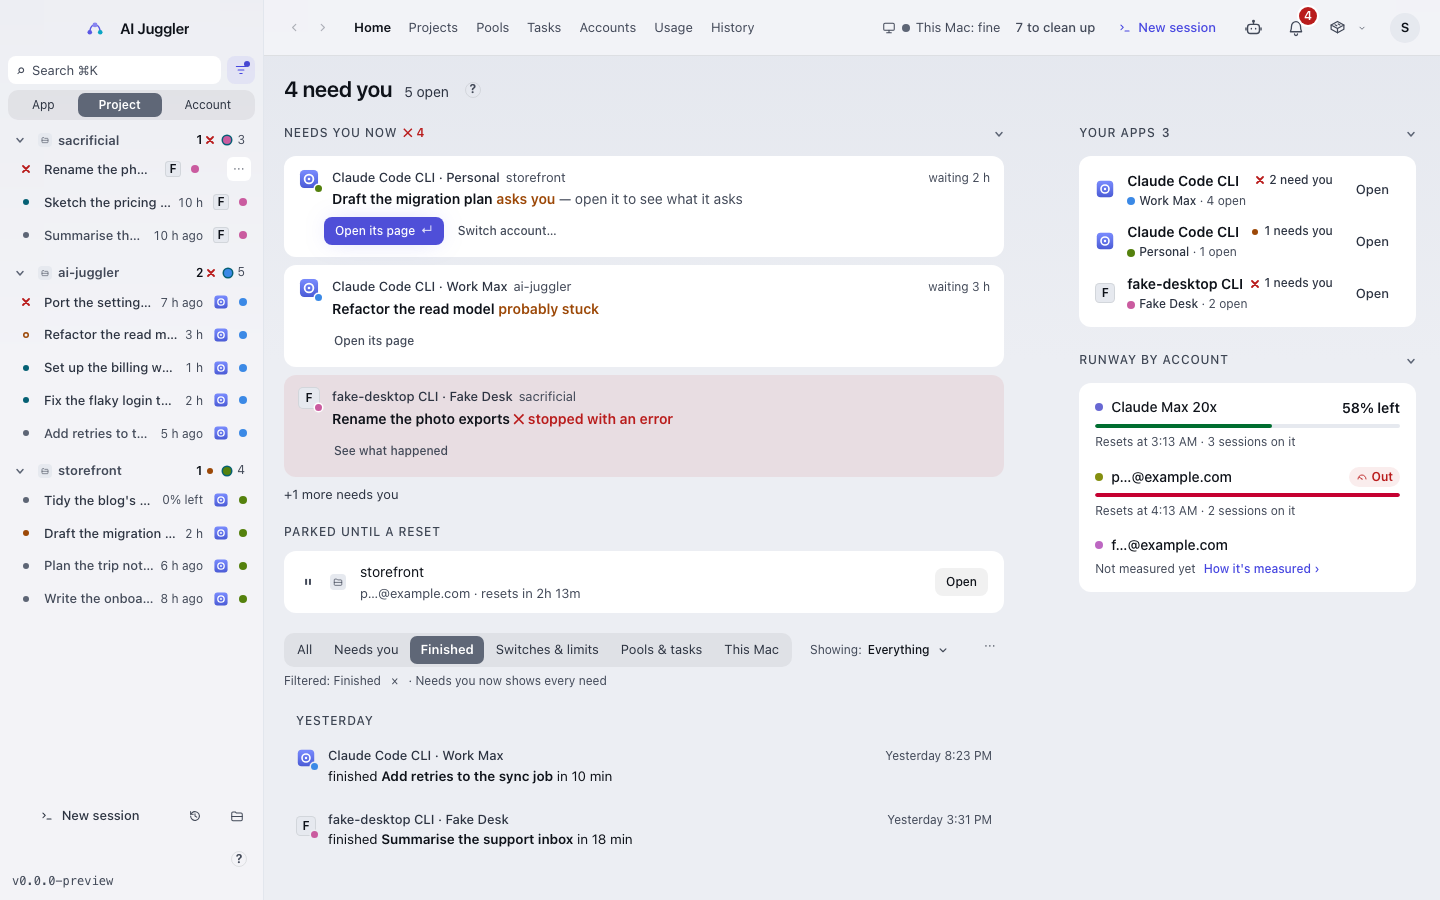 AI Juggler
Search ⌘K
App Project Account
sacrificial 1 3
Rename the ph... F ...
Sketch the pricing ... 10 h F
Summarise th... 10 h ago F
ai-juggler 2 5
Port the setting... 7 h ago
Refactor the read m... 3 h
Set up the billing w... 1 h
Fix the flaky login t... 2 h
Add retries to t... 5 h ago
storefront 1 4
Tidy the blog's ... 0% left
Draft the migration ... 2 h
Plan the trip not... 6 h ago
Write the onboa... 8 h ago
New session
?
v0.0.0-preview
Home Projects Pools Tasks Accounts Usage History
This Mac: fine 7 to clean up New session 4 S
4 need you 5 open ?
NEEDS YOU NOW 4
Claude Code CLI · Personal storefront waiting 2 h
Draft the migration plan asks you — open it to see what it asks
Open its page ↵ Switch account...
Claude Code CLI · Work Max ai-juggler waiting 3 h
Refactor the read model probably stuck
Open its page
F fake-desktop CLI · Fake Desk sacrificial
Rename the photo exports stopped with an error
See what happened
+1 more needs you
PARKED UNTIL A RESET
storefront
p...@example.com · resets in 2h 13m
Open
All Needs you Finished Switches & limits Pools & tasks This Mac Showing: Everything ...
Filtered: Finished × · Needs you now shows every need
YESTERDAY
Claude Code CLI · Work Max Yesterday 8:23 PM
finished Add retries to the sync job in 10 min
F fake-desktop CLI · Fake Desk Yesterday 3:31 PM
finished Summarise the support inbox in 18 min
YOUR APPS 3
Claude Code CLI 2 need you
Work Max · 4 open
Open
Claude Code CLI 1 needs you
Personal · 1 open
Open
F fake-desktop CLI 1 needs you
Fake Desk · 2 open
Open
RUNWAY BY ACCOUNT
Claude Max 20x 58% left
Resets at 3:13 AM · 3 sessions on it
p...@example.com Out
Resets at 4:13 AM · 2 sessions on it
f...@example.com
Not measured yet How it's measured ›